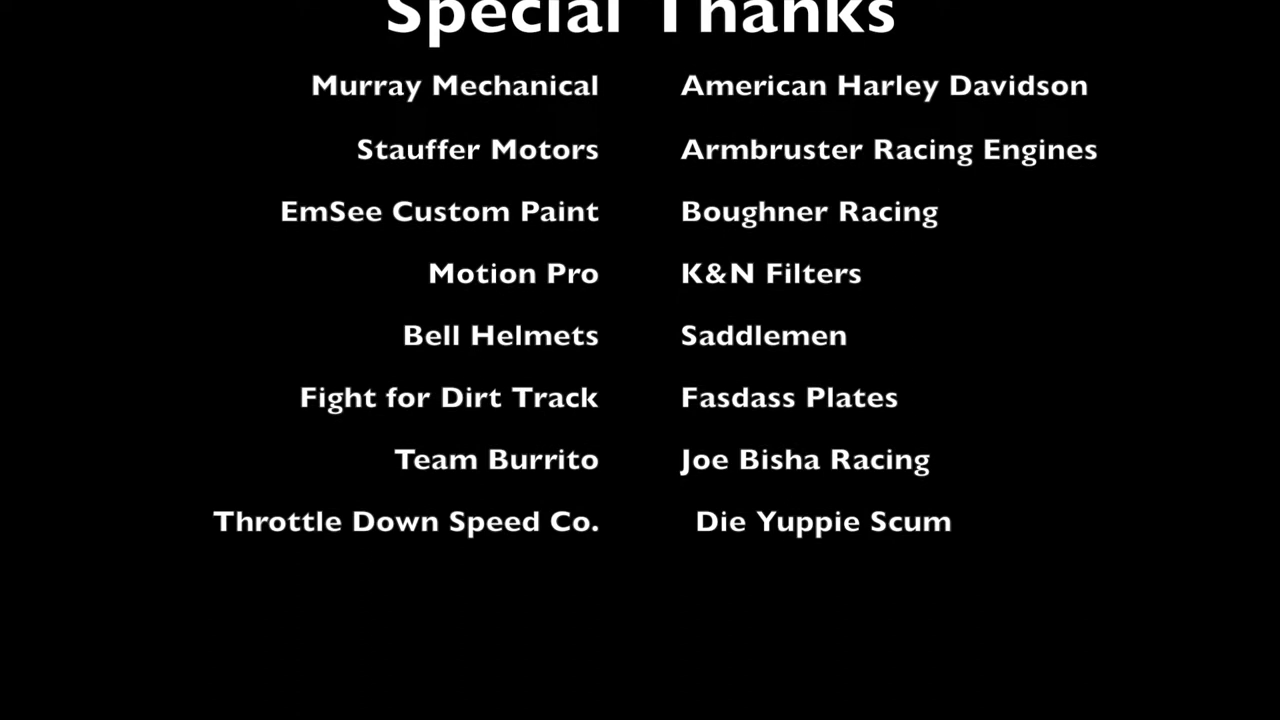 Special Thanks
Murray Mechanical American Harley Davidson
Stauffer Motors Armbruster Racing Engines
EmSee Custom Paint Boughner Racing
Motion Pro K&N Filters
Bell Helmets Saddlemen
Fight for Dirt Track Fasdass Plates
Team Burrito Joe Bisha Racing
Throttle Down Speed Co. Die Yuppie Scum